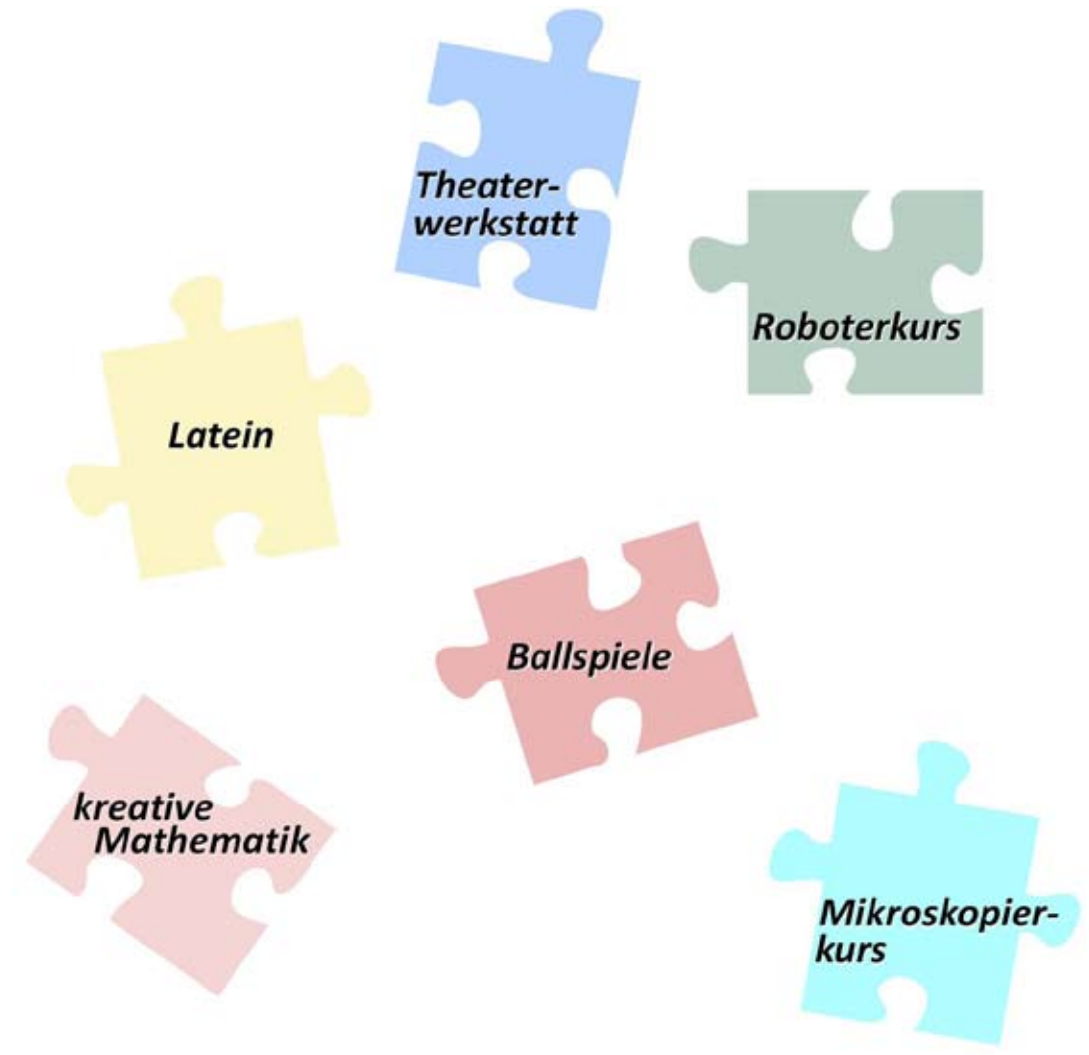 Theater-
werkstatt
Roboterkurs
Latein
Ballspiele
kreative
Mathematik
Mikroskopier-
kurs